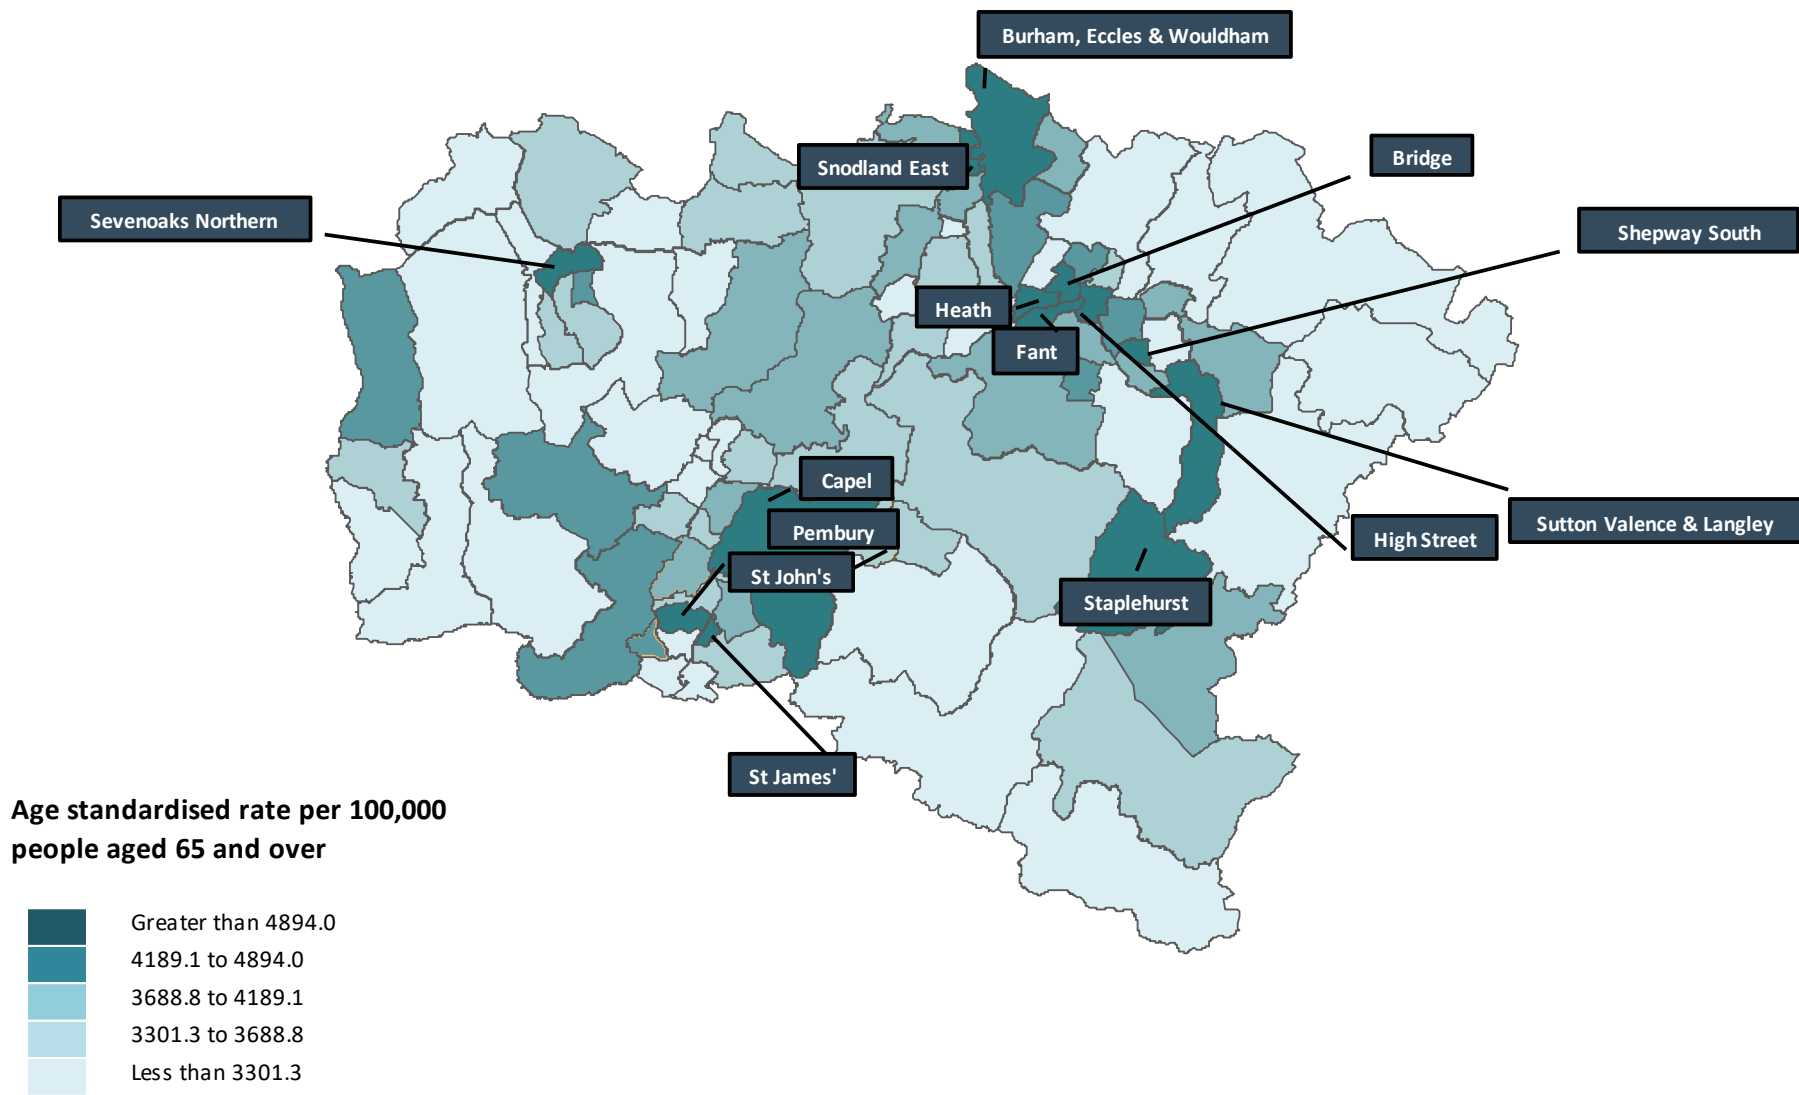 Burham, Eccles & Wouldham
Bridge
Snodland East
Sevenoaks Northern
Shepway South
Heath
Fant
Capel
Pembury
St John's
High Street
Sutton Valence & Langley
Staplehurst
St James'
Age standardised rate per 100,000
people aged 65 and over
Greater than 4894.0
4189.1 to 4894.0
3688.8 to 4189.1
3301.3 to 3688.8
Less than 3301.3